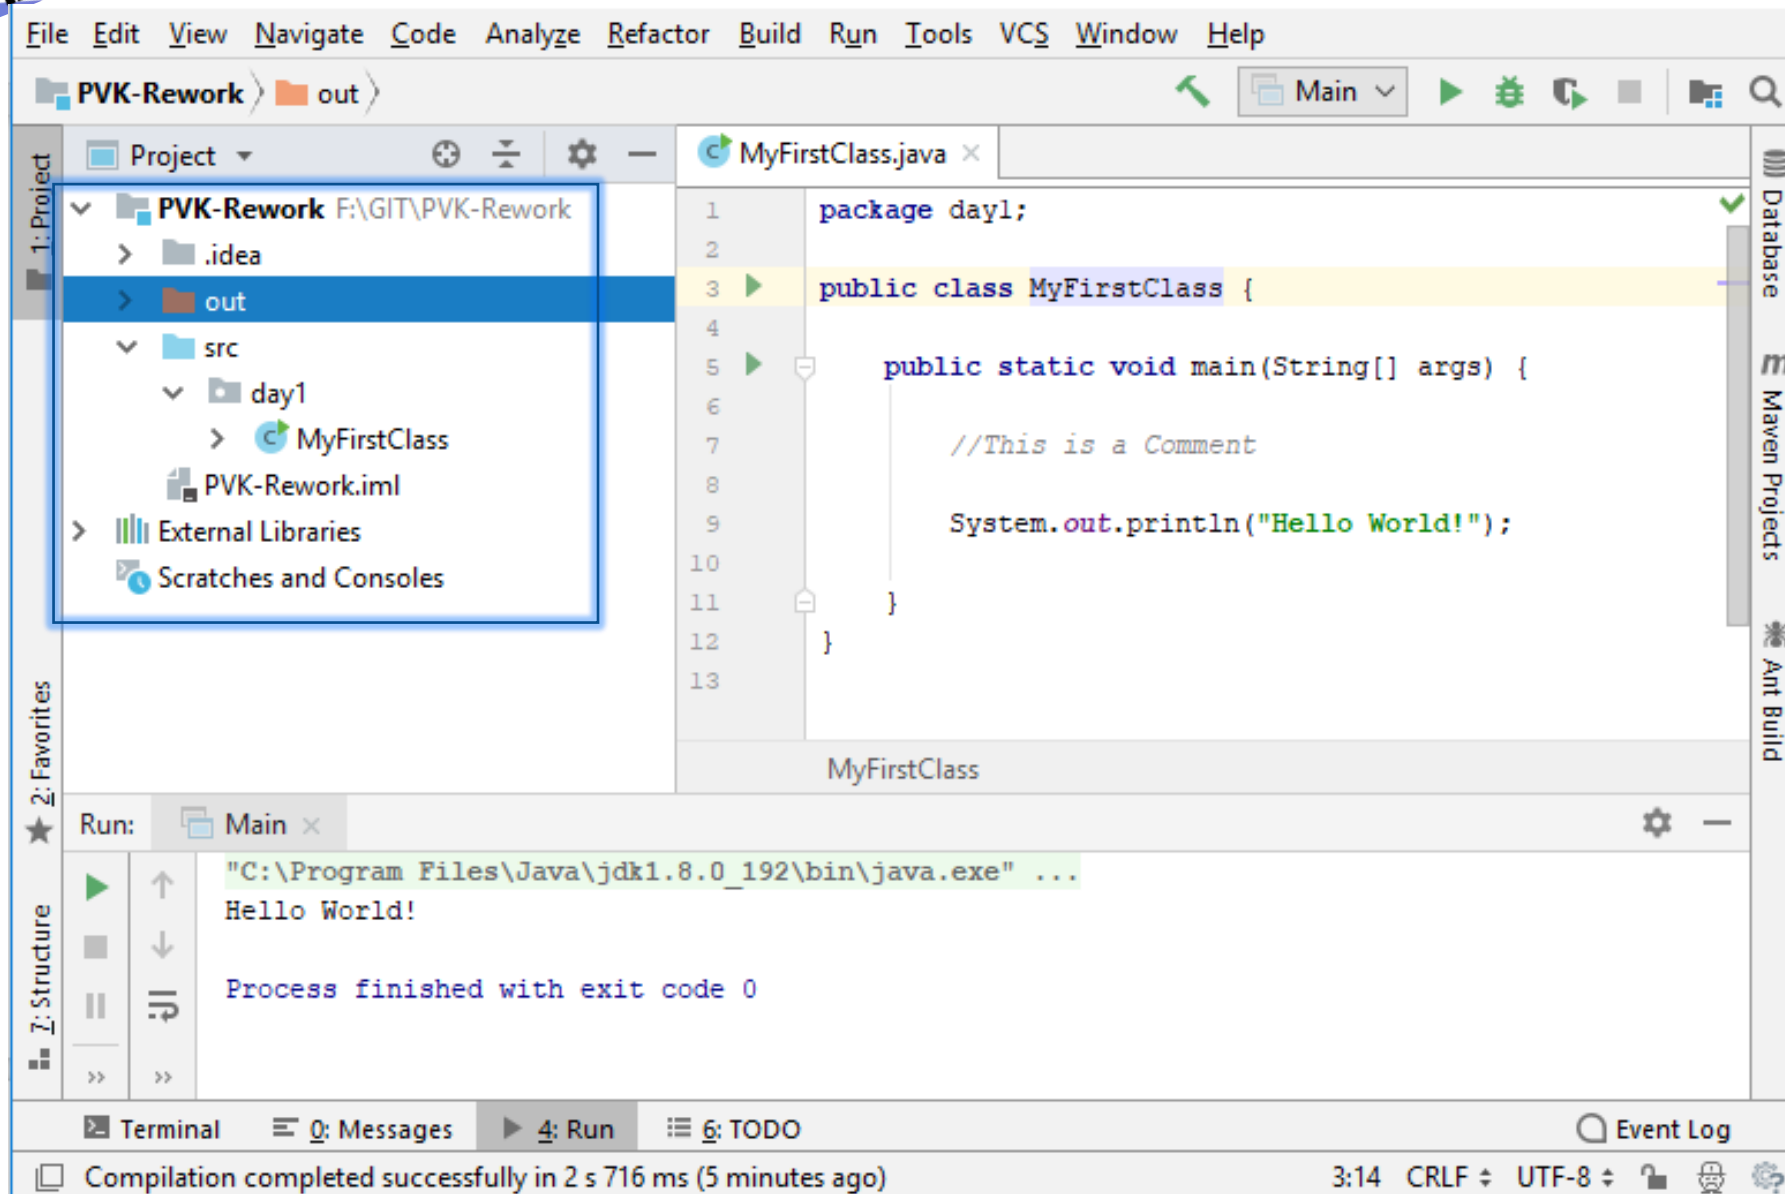 File Edit View Navigate Code Analyze Refactor Build Run Tools VCS Window Help
PVK-Rework out
Main
1: Project
Project
MyFirstClass.java
PVK-Rework F:\GIT\PVK-Rework
.idea
out
src
day1
MyFirstClass
PVK-Rework.iml
External Libraries
Scratches and Consoles
1 package day1;
2
3 public class MyFirstClass {
4
5 public static void main(String[] args) {
6
7 //This is a Comment
8
9 System.out.println("Hello World!");
10
11 }
12 }
13
MyFirstClass
Database
Maven Projects
Ant Build
2: Favorites
7: Structure
Run: Main
"C:\Program Files\Java\jdk1.8.0_192\bin\java.exe" ...
Hello World!
Process finished with exit code 0
Terminal 0: Messages 4: Run 6: TODO Event Log
Compilation completed successfully in 2 s 716 ms (5 minutes ago) 3:14 CRLF UTF-8